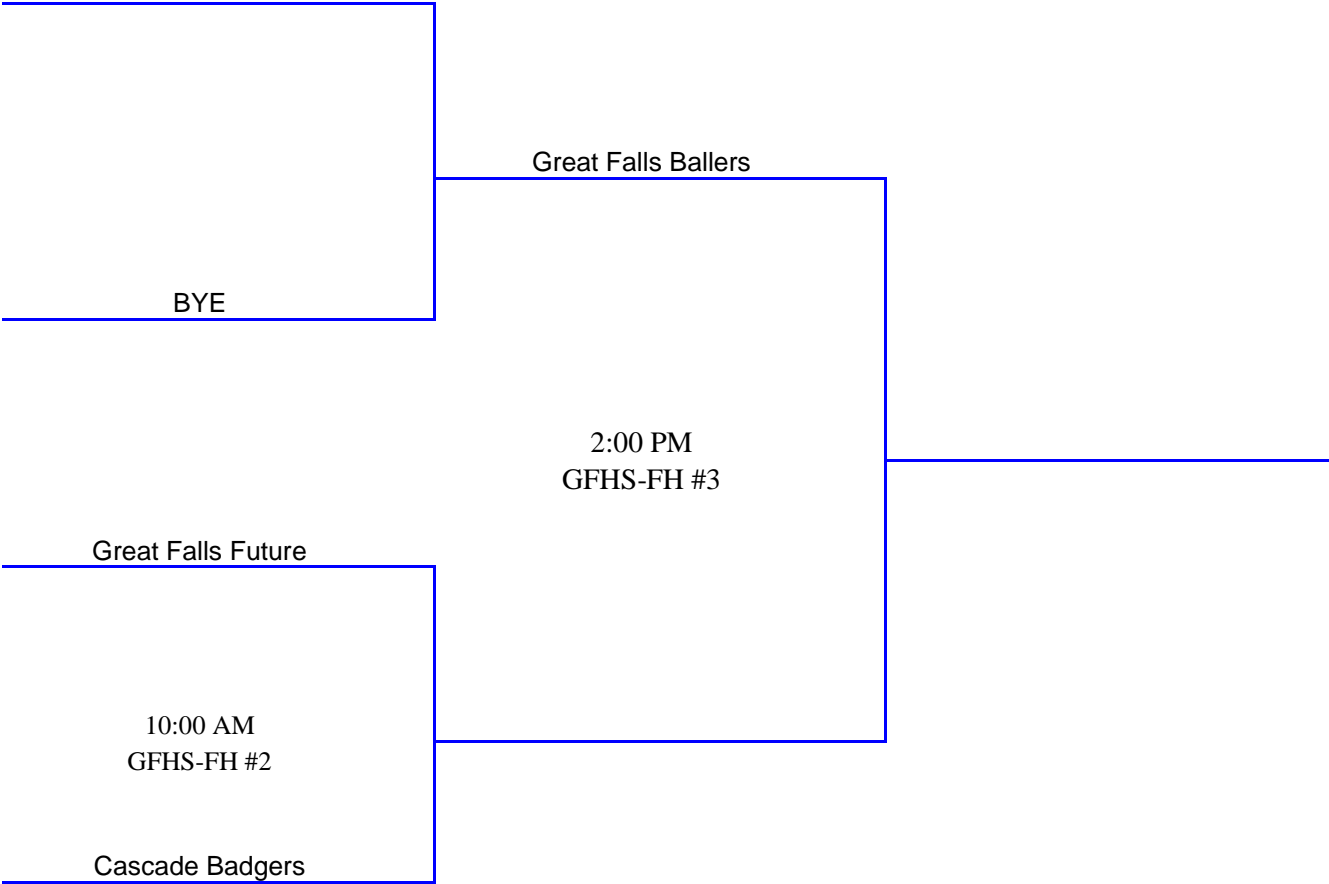 Great Falls Ballers
BYE
2:00 PM
GFHS-FH #3
Great Falls Future
10:00 AM
GFHS-FH #2
Cascade Badgers